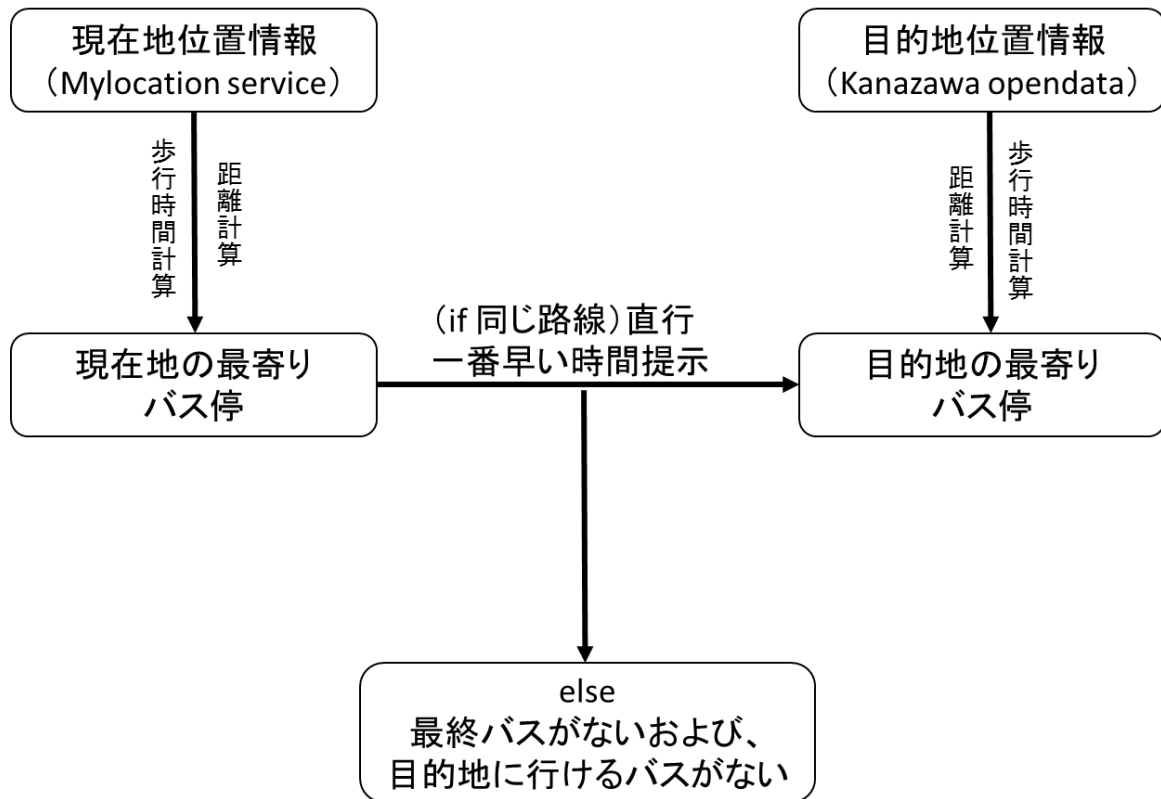 現在地位置情報
（Mylocation service）
目的地位置情報
（Kanazawa opendata）
歩行時間計算
距離計算
距離計算
歩行時間計算
（if 同じ路線）直行
一番早い時間提示
現在地の最寄り
バス停
目的地の最寄り
バス停
else
最終バスがないおよび、
目的地に行けるバスがない